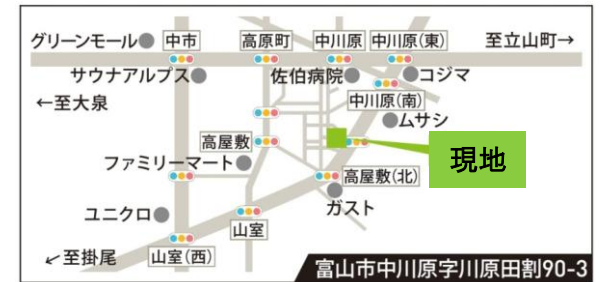 グリーンモール
中市
高原町
中川原
中川原(東)
至立山町→
サウナアルプス
佐伯病院
コジマ
←至大泉
中川原(南)
ムサシ
高屋敷
現地
ファミリーマート
高屋敷(北)
ガスト
ユニクロ
山室
←至掛尾
山室(西)
富山市中川原字川原田割90-3